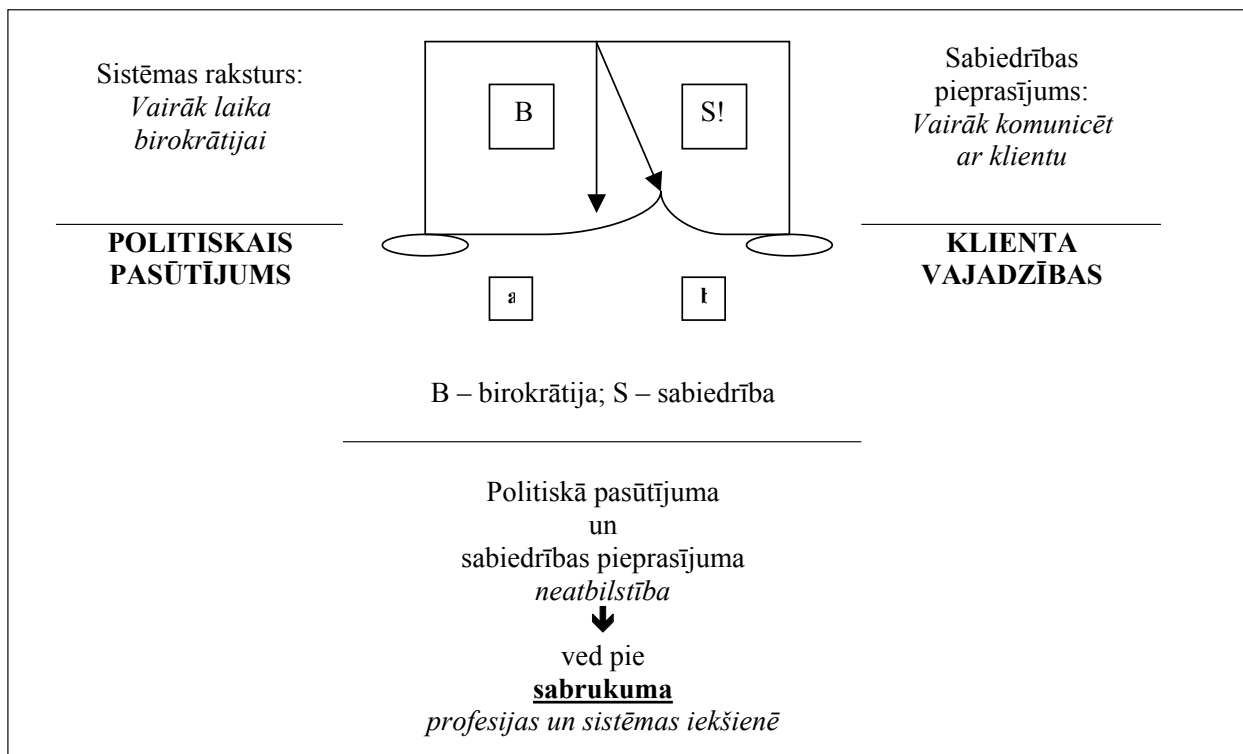 Sistēmas raksturs:
Vairāk laika
birokrātijai
B
S!
Sabiedrības
pieprasījums:
Vairāk komunicēt
ar klientu
POLITISKAIS
PASŪTĪJUMS
KLIENTA
VAJADZĪBAS
a
B – birokrātija; S – sabiedrība
Politiskā pasūtījuma
un
sabiedrības pieprasījuma
neatbilstība
ved pie
sabrukuma
profesijas un sistēmas iekšienē